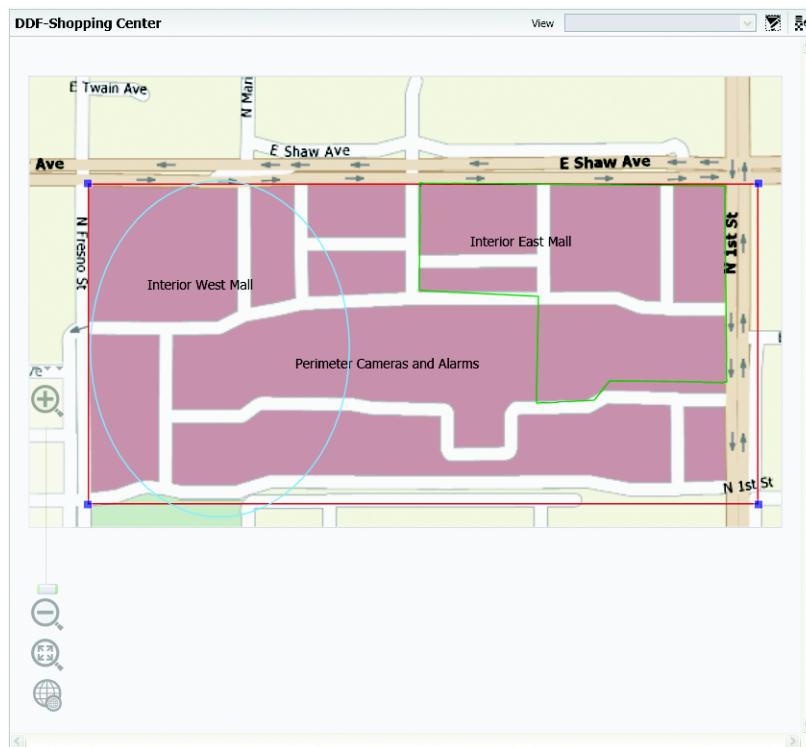 DDF-Shopping Center
View
E Twain Ave
N Mari
E Shaw Ave
Ave
E Shaw Ave
N Fresno St
N 1st St
Interior East Mall
Interior West Mall
Perimeter Cameras and Alarms
N 1st St